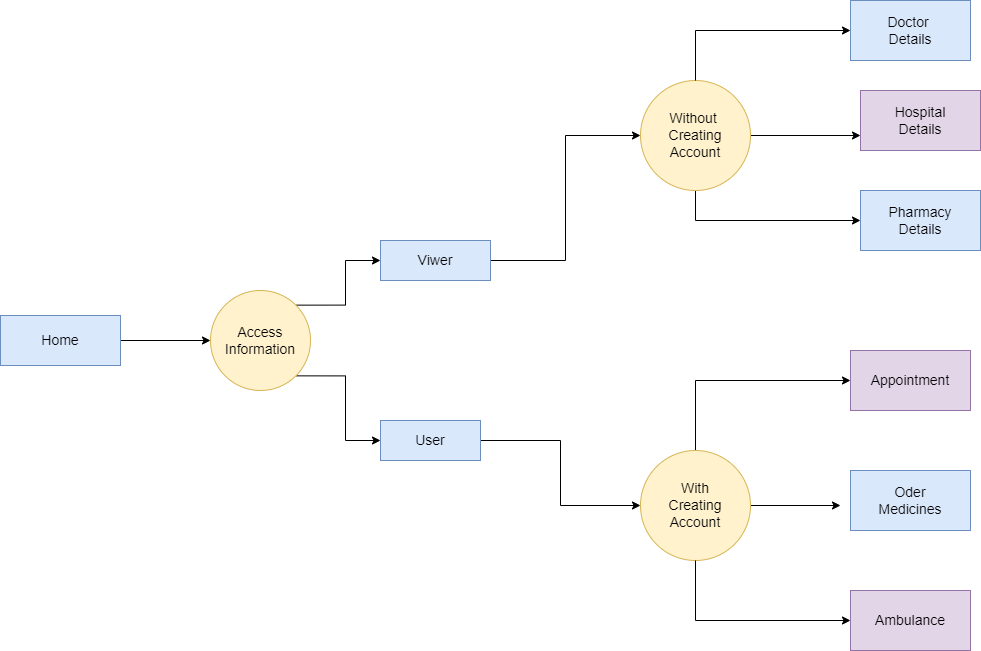 Home
Access
Information
Viwer
User
Without
Creating
Account
With
Creating
Account
Doctor
Details
Hospital
Details
Pharmacy
Details
Appointment
Oder
Medicines
Ambulance